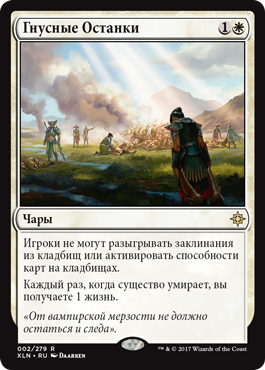 Гнусные Останки 1
Чары
Игроки не могут разыгрывать заклинания
из кладбищ или активировать способности
карт на кладбищах.
Каждый раз, когда существо умирает, вы
получаете 1 жизнь.
«От вампирской мерзости не должно
остаться и следа».
002/279 R
XLN • RU DAARKEN
™ & © 2017 Wizards of the Coast